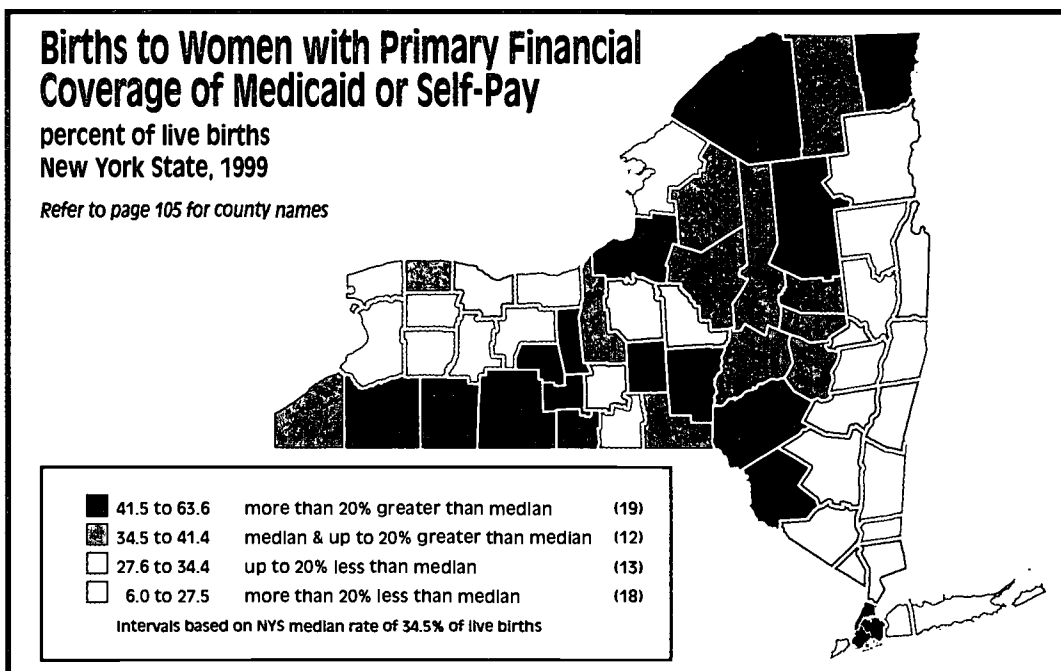 Births to Women with Primary Financial
Coverage of Medicaid or Self-Pay
percent of live births
New York State, 1999
Refer to page 105 for county names
41.5 to 63.6 more than 20% greater than median (19)
34.5 to 41.4 median & up to 20% greater than median (12)
27.6 to 34.4 up to 20% less than median (13)
6.0 to 27.5 more than 20% less than median (18)
Intervals based on NYS median rate of 34.5% of live births